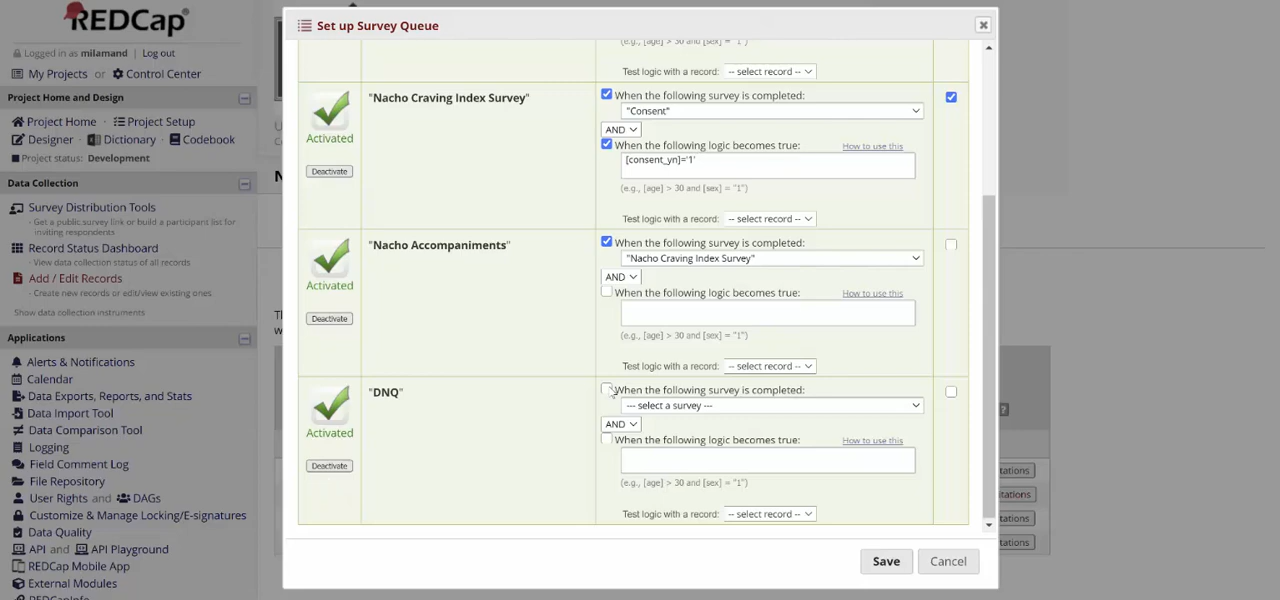 REDCap
Logged in as milamand | Log out
My Projects or Control Center
Project Home and Design
Project Home Project Setup
Designer Dictionary Codebook
Project status: Development
Data Collection
Survey Distribution Tools
- Get a public survey link or build a participant list for
inviting respondents
Record Status Dashboard
- View data collection status of all records
Add / Edit Records
- Create new records or edit/view existing ones
Show data collection instruments
Applications
Alerts & Notifications
Calendar
Data Exports, Reports, and Stats
Data Import Tool
Data Comparison Tool
Logging
Field Comment Log
File Repository
User Rights and DAGs
Customize & Manage Locking/E-signatures
Data Quality
API and API Playground
REDCap Mobile App
External Modules
Set up Survey Queue
(e.g., [age] > 30 and [sex] = "1")
Test logic with a record: -- select record --
"Nacho Craving Index Survey"
Activated
Deactivate
When the following survey is completed:
"Consent"
AND
When the following logic becomes true: How to use this
[consent_yn]='1'
(e.g., [age] > 30 and [sex] = "1")
Test logic with a record: -- select record --
"Nacho Accompaniments"
Activated
Deactivate
When the following survey is completed:
"Nacho Craving Index Survey"
AND
When the following logic becomes true: How to use this
(e.g., [age] > 30 and [sex] = "1")
Test logic with a record: -- select record --
"DNQ"
Activated
Deactivate
When the following survey is completed:
--- select a survey ---
AND
When the following logic becomes true: How to use this
(e.g., [age] > 30 and [sex] = "1")
Test logic with a record: -- select record --
Save Cancel